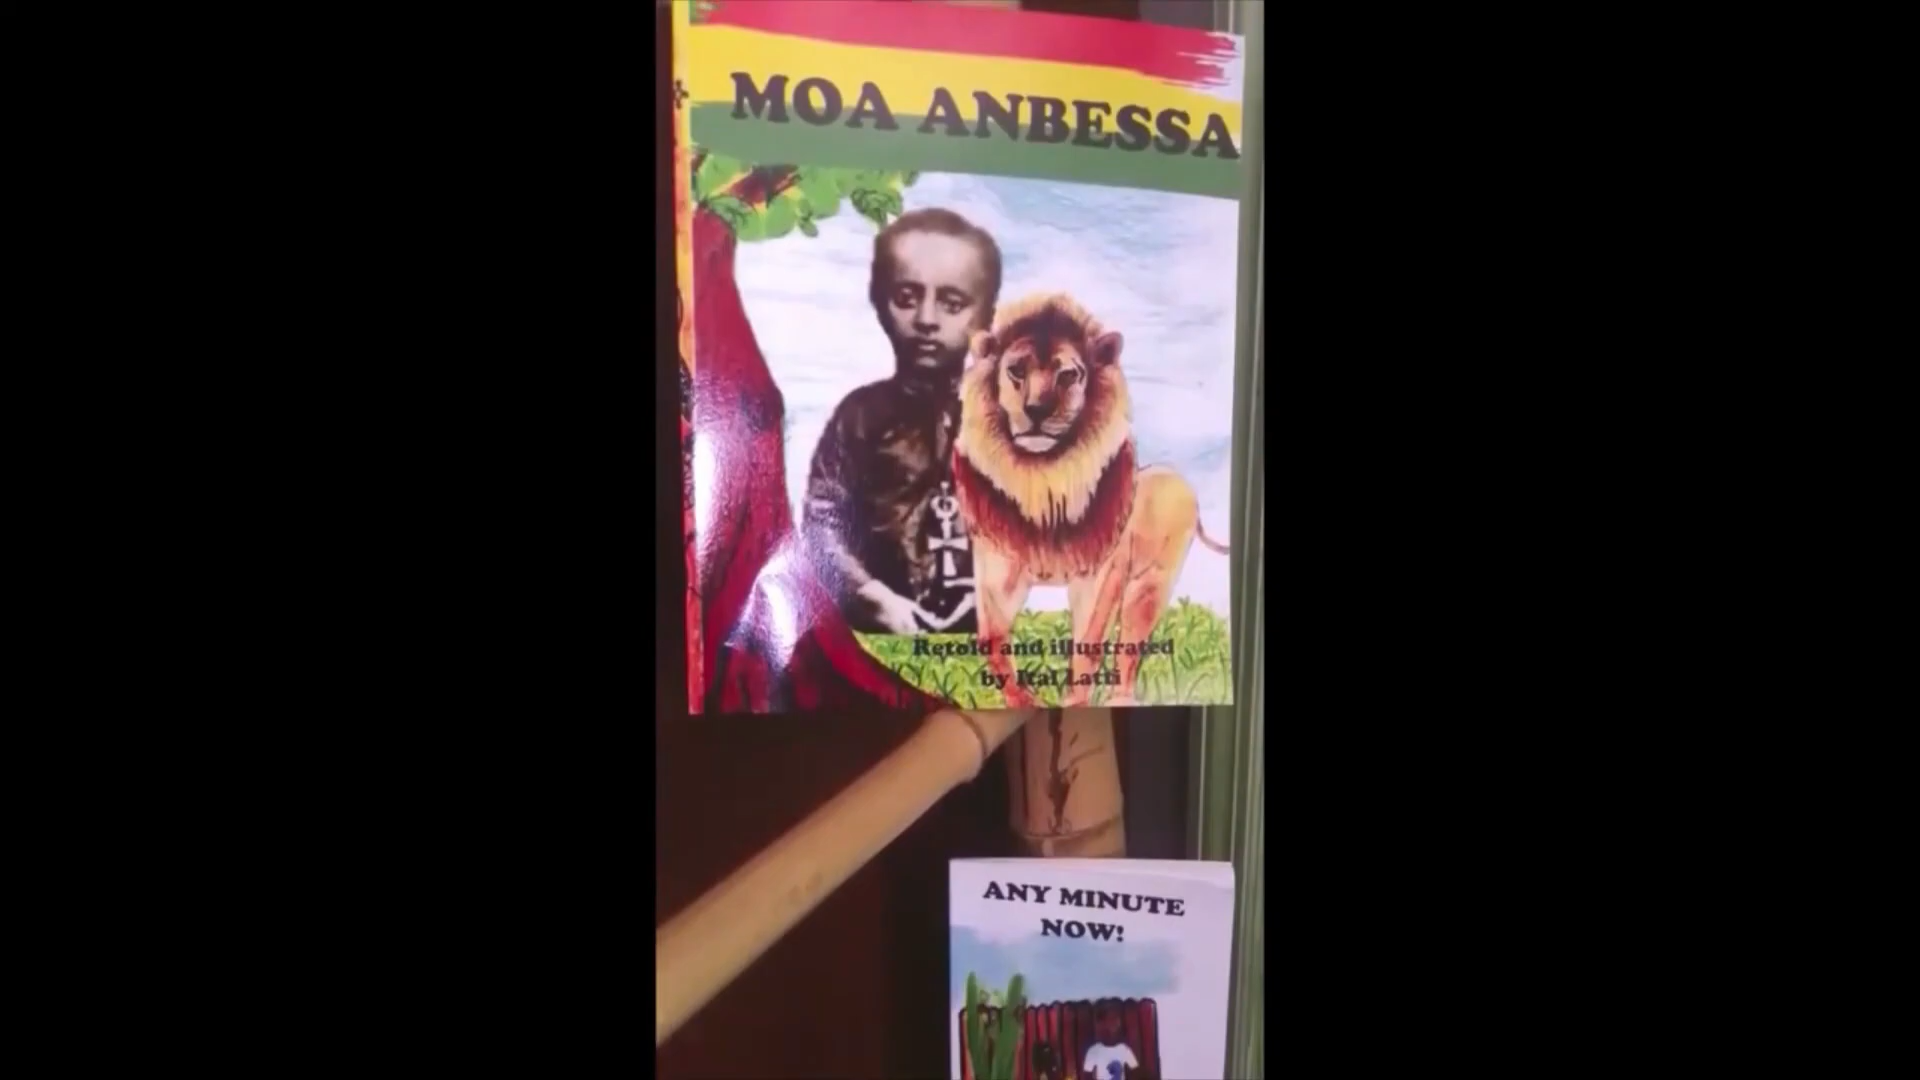 MOA ANBESSA
Retold and illustrated
by Ital Latti
ANY MINUTE
NOW!